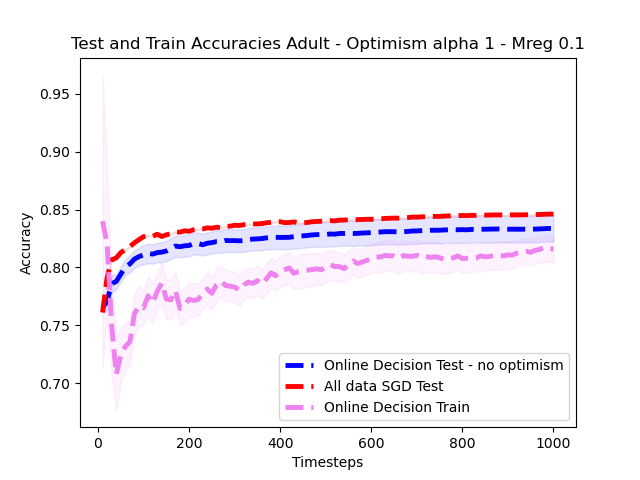 Test and Train Accuracies Adult - Optimism alpha 1 - Mreg 0.1
Accuracy
0.95
0.90
0.85
0.80
0.75
0.70
Online Decision Test - no optimism
All data SGD Test
Online Decision Train
0 200 400 600 800 1000
Timesteps